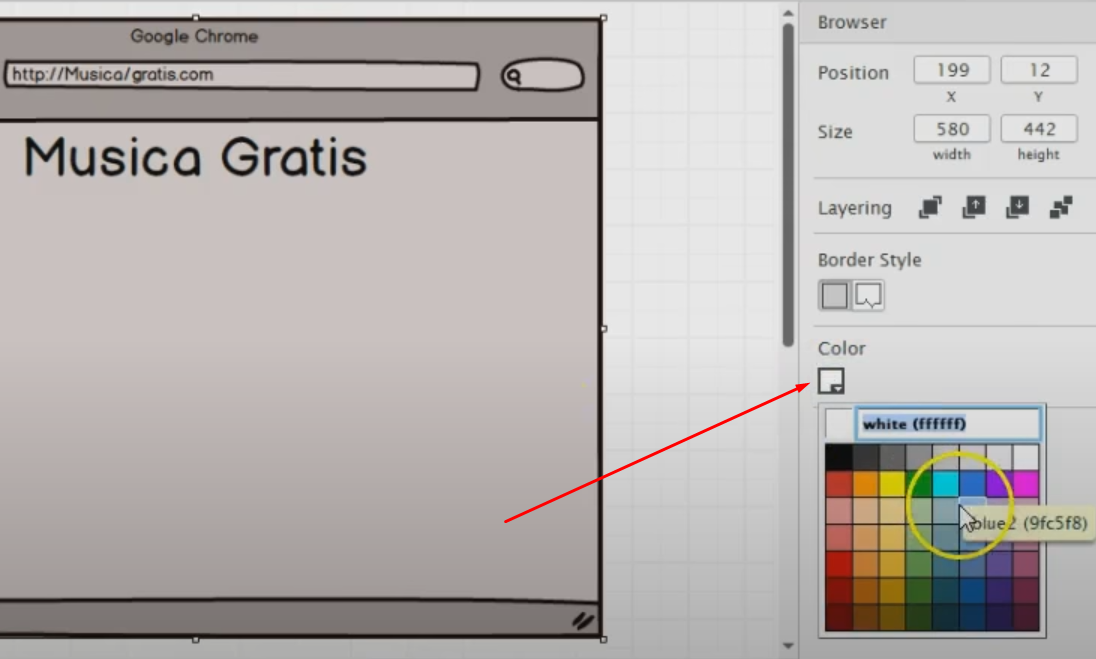 Google Chrome
http://Musica/gratis.com
Musica Gratis
Browser
Position
199
12
X
Y
Size
580
442
width
height
Layering
Border Style
Color
white (ffffff)
blue2 (9fc5f8)